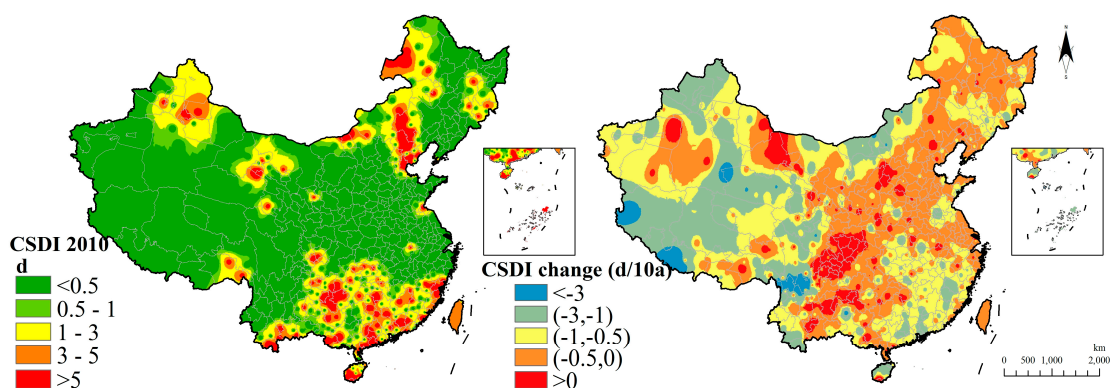 CSDI 2010
d
<0.5
0.5 - 1
1 - 3
3 - 5
>5
CSDI change (d/10a)
<-3
(-3,-1)
(-1,-0.5)
(-0.5,0)
>0
N
S
km
0 500 1,000 2,000